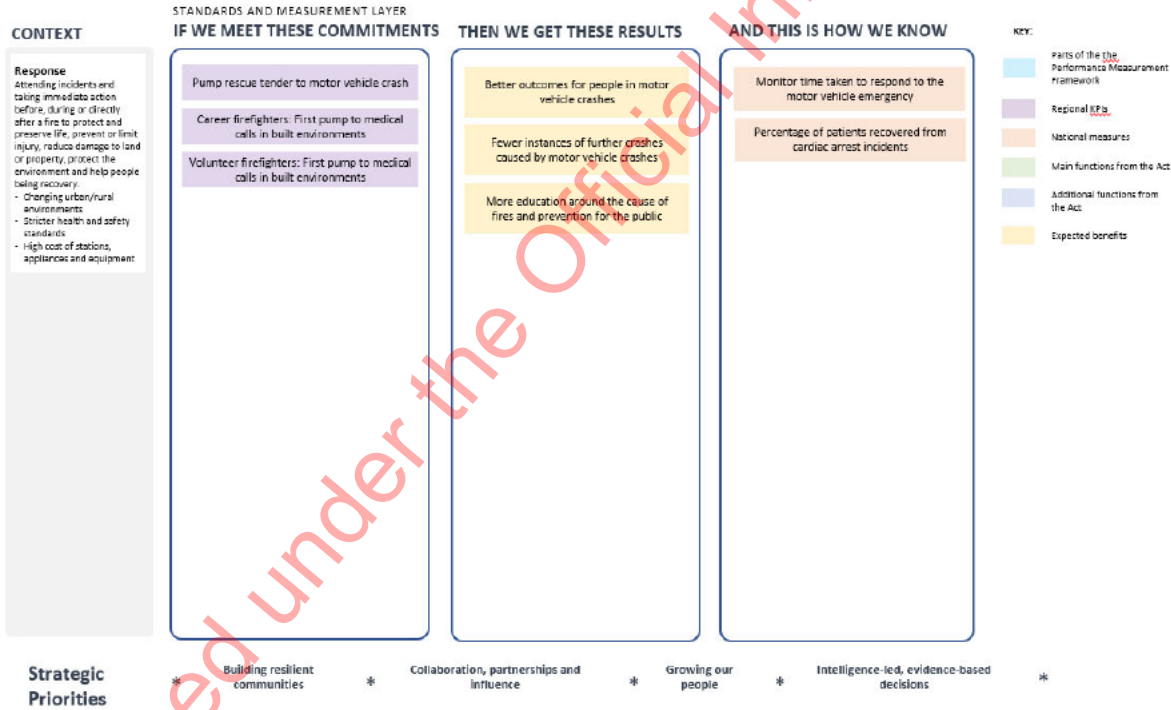 STANDARDS AND MEASUREMENT LAYER
CONTEXT
IF WE MEET THESE COMMITMENTS
THEN WE GET THESE RESULTS
AND THIS IS HOW WE KNOW
KEY:
Response
Attending incidents and
taking immediate action
before, during or directly
after a fire to protect and
preserve life, prevent or limit
injury, reduce damage to land
or property, protect the
environment and help people
being recovery.
- Changing urban/rural
environments
- Stricter health and safety
standards
- High cost of stations,
appliances and equipment
Pump rescue tender to motor vehicle crash
Career firefighters: First pump to medical
calls in built environments
Volunteer firefighters: First pump to medical
calls in built environments
Better outcomes for people in motor
vehicle crashes
Fewer instances of further crashes
caused by motor vehicle crashes
More education around the cause of
fires and prevention for the public
Monitor time taken to respond to the
motor vehicle emergency
Percentage of patients recovered from
cardiac arrest incidents
Parts of the the
Performance Measurement
Framework
Regional KPIs
National measures
Main functions from the Act
Additional functions from
the Act
Expected benefits
Strategic
Priorities
* Building resilient
communities
* Collaboration, partnerships and
influence
* Growing our
people
* Intelligence-led, evidence-based
decisions *
ed under the Official In